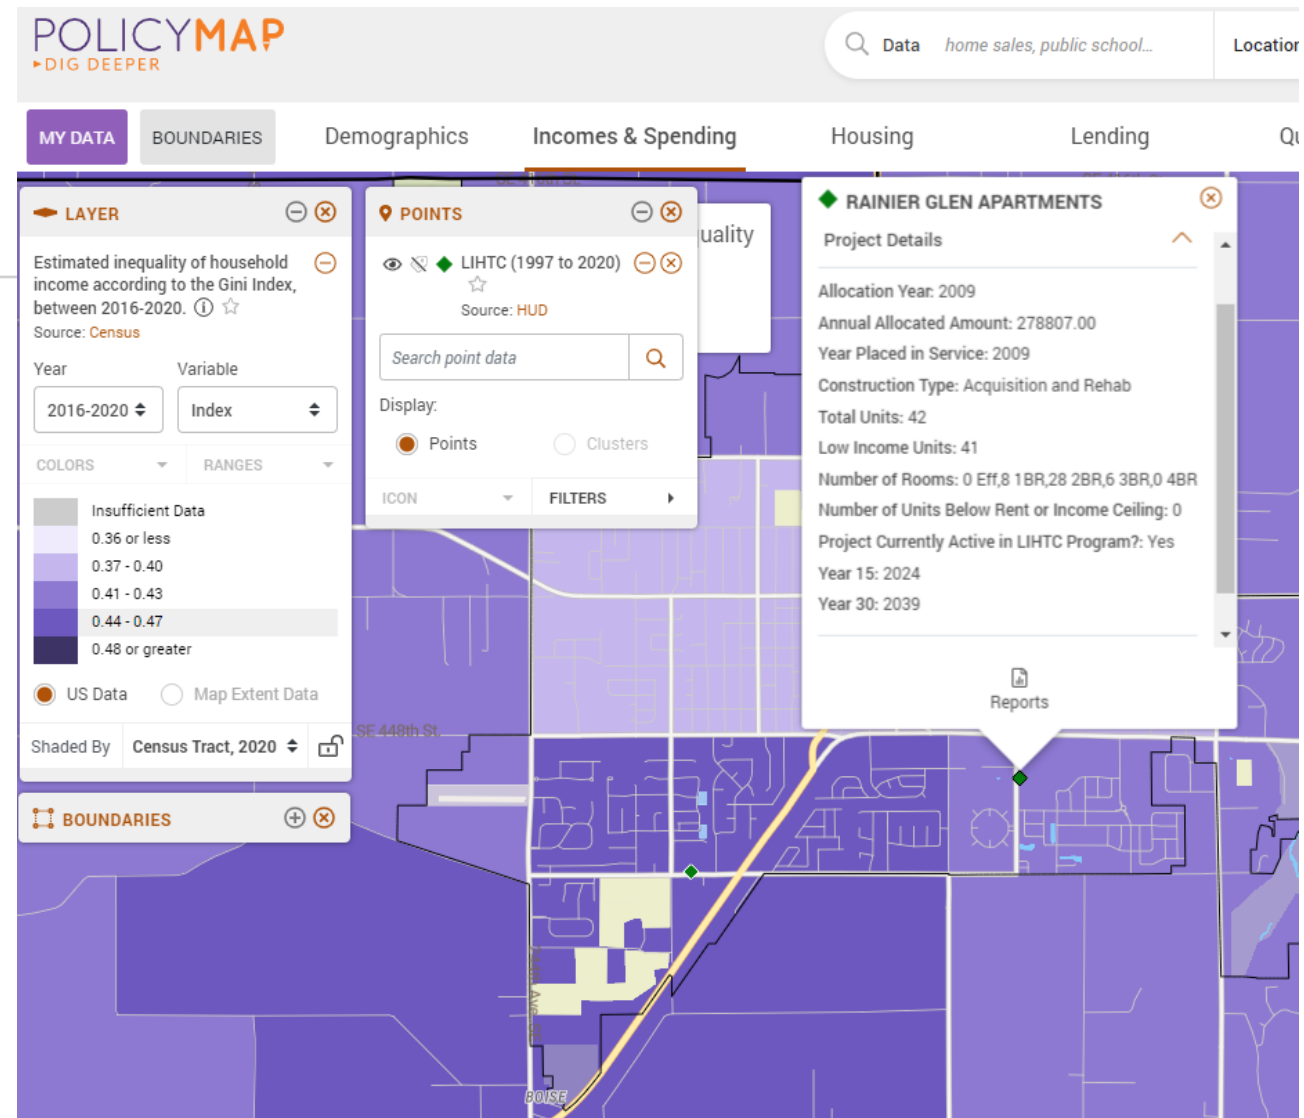 POLICYMAP
DIG DEEPER
Data home sales, public school...
Location
MY DATA
BOUNDARIES
Demographics
Incomes & Spending
Housing
Lending
Qu
LAYER
Estimated inequality of household
income according to the Gini Index,
between 2016-2020.
Source: Census
Year
Variable
2016-2020
Index
COLORS
RANGES
Insufficient Data
0.36 or less
0.37 - 0.40
0.41 - 0.43
0.44 - 0.47
0.48 or greater
US Data
Map Extent Data
Shaded By
Census Tract, 2020
BOUNDARIES
POINTS
LIHTC (1997 to 2020)
Source: HUD
Search point data
Display:
Points
Clusters
ICON
FILTERS
uality
RAINIER GLEN APARTMENTS
Project Details
Allocation Year: 2009
Annual Allocated Amount: 278807.00
Year Placed in Service: 2009
Construction Type: Acquisition and Rehab
Total Units: 42
Low Income Units: 41
Number of Rooms: 0 Eff,8 1BR,28 2BR,6 3BR,0 4BR
Number of Units Below Rent or Income Ceiling: 0
Project Currently Active in LIHTC Program?: Yes
Year 15: 2024
Year 30: 2039
Reports
SE 448th St
BOISE